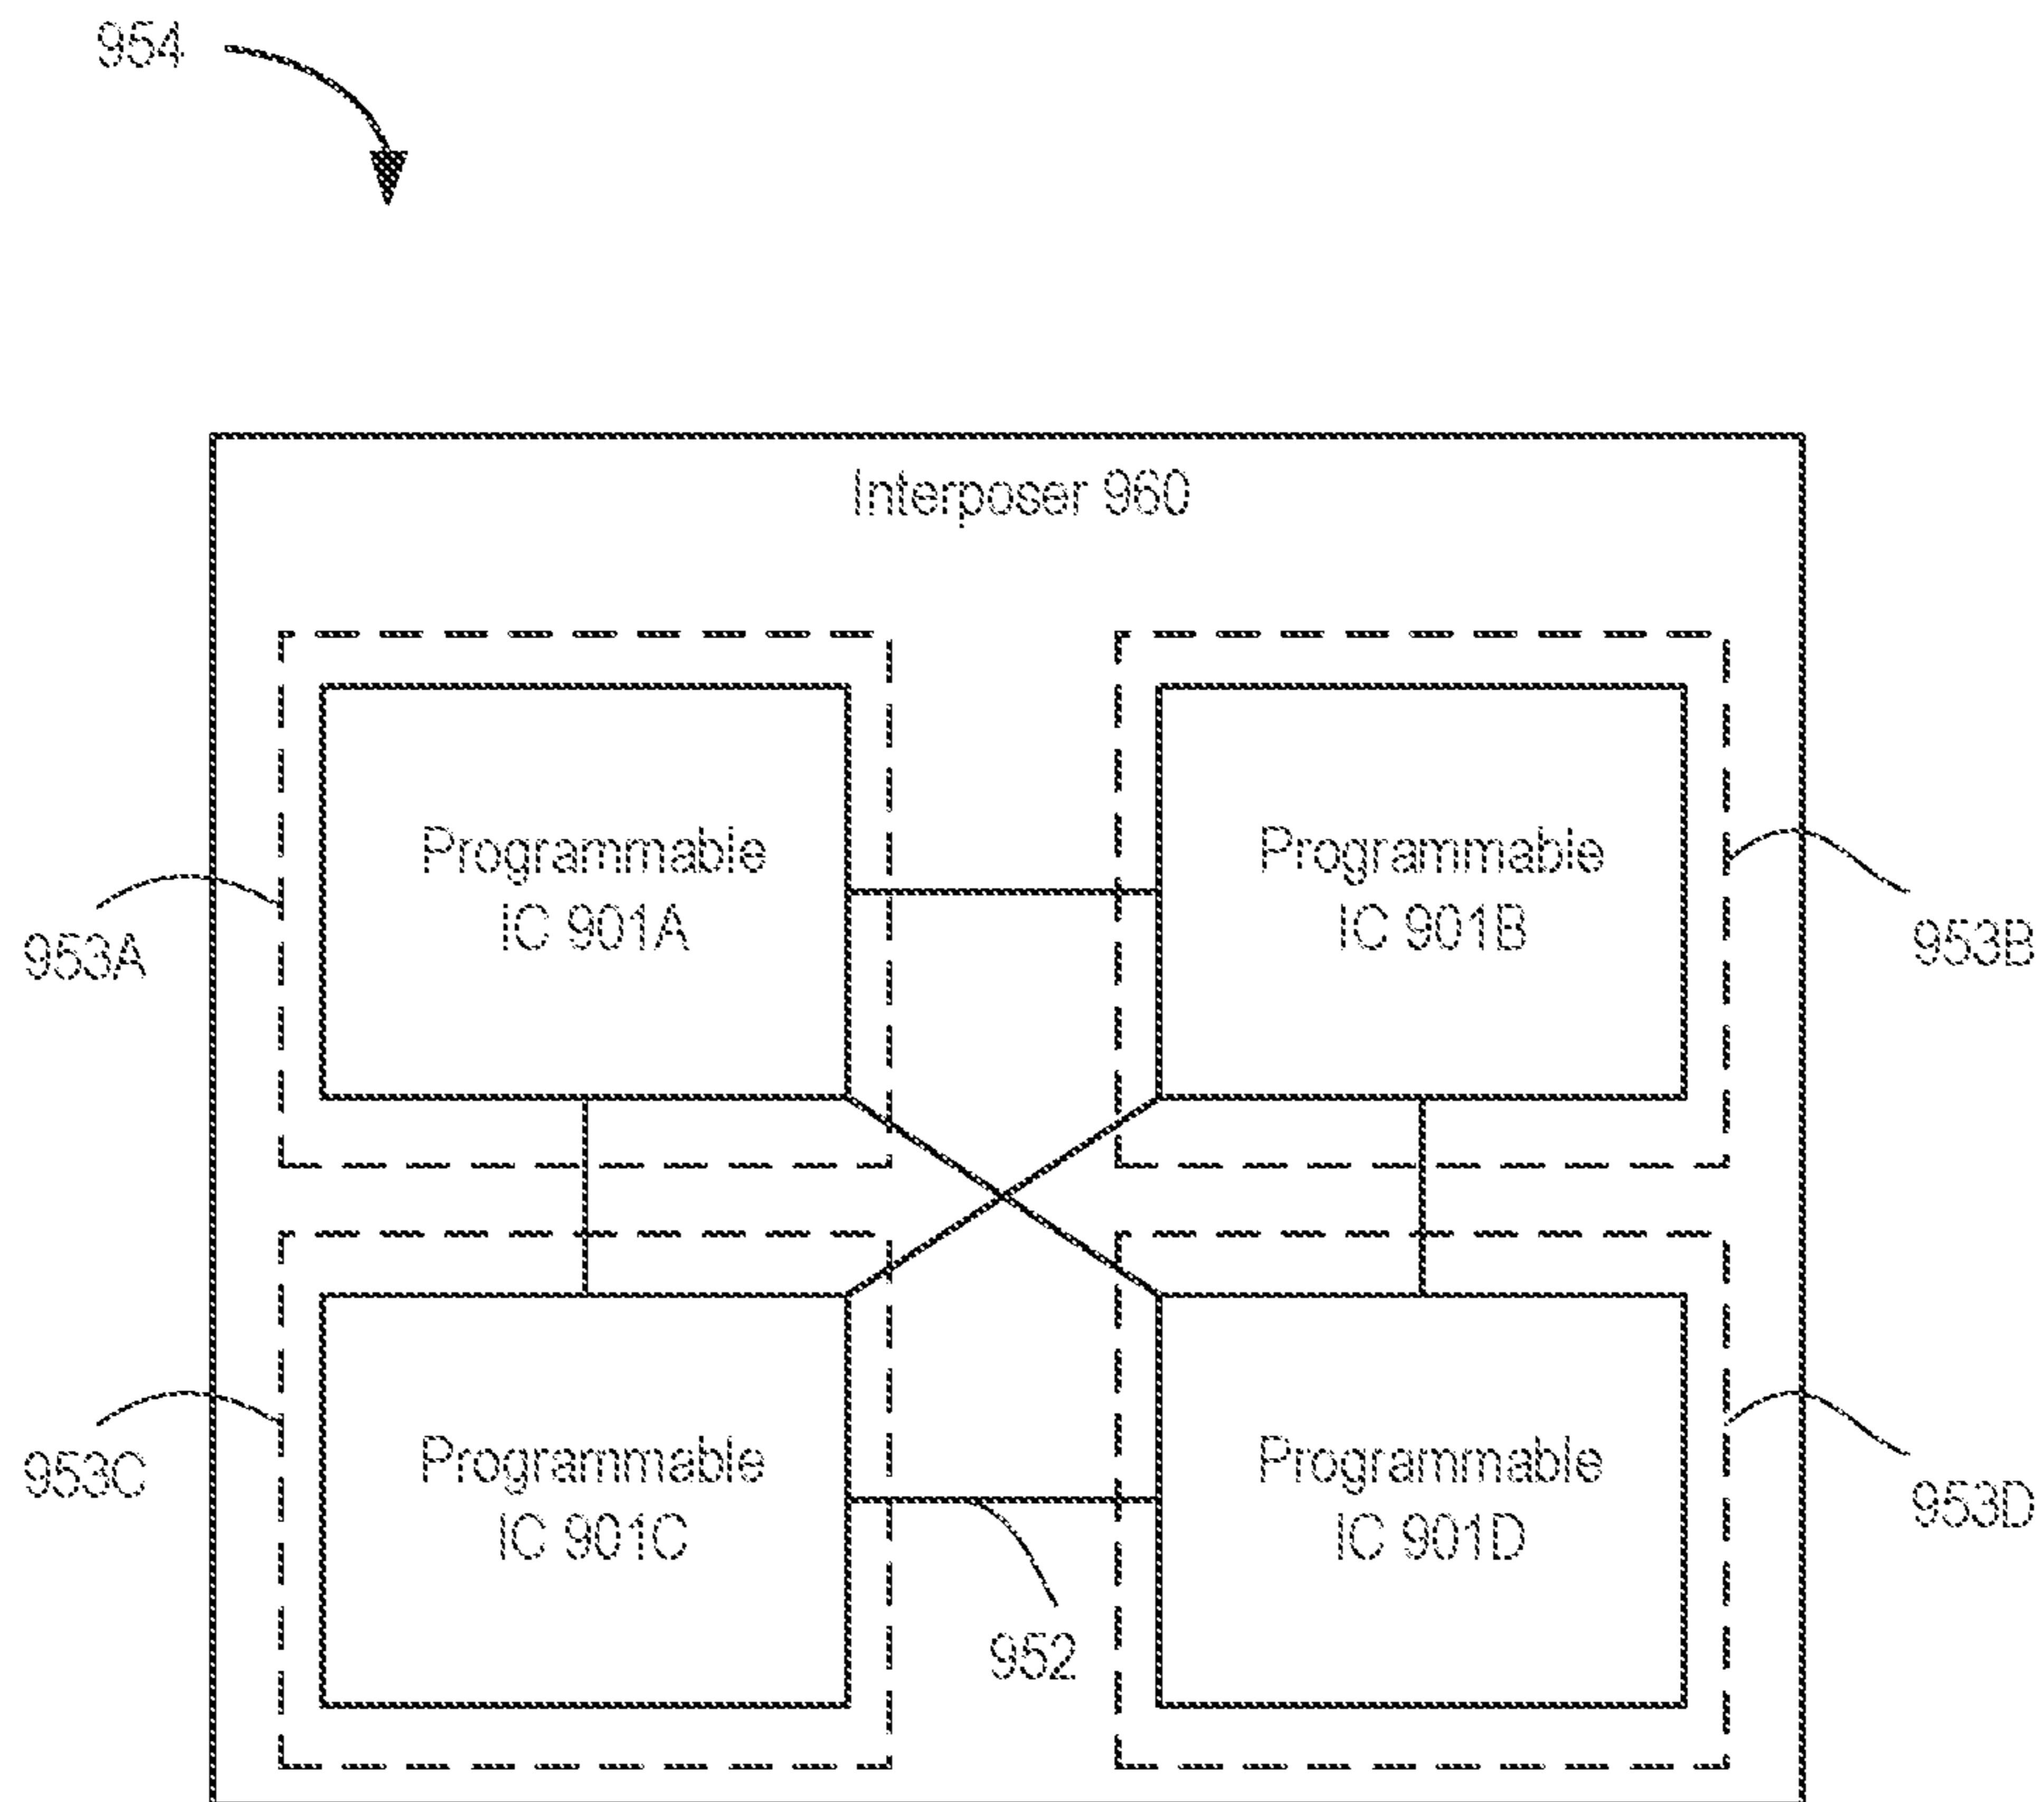 954
Interposer 960
Programmable
IC 901A
Programmable
IC 901B
953A
953B
Programmable
IC 901C
Programmable
IC 901D
953C
953D
952